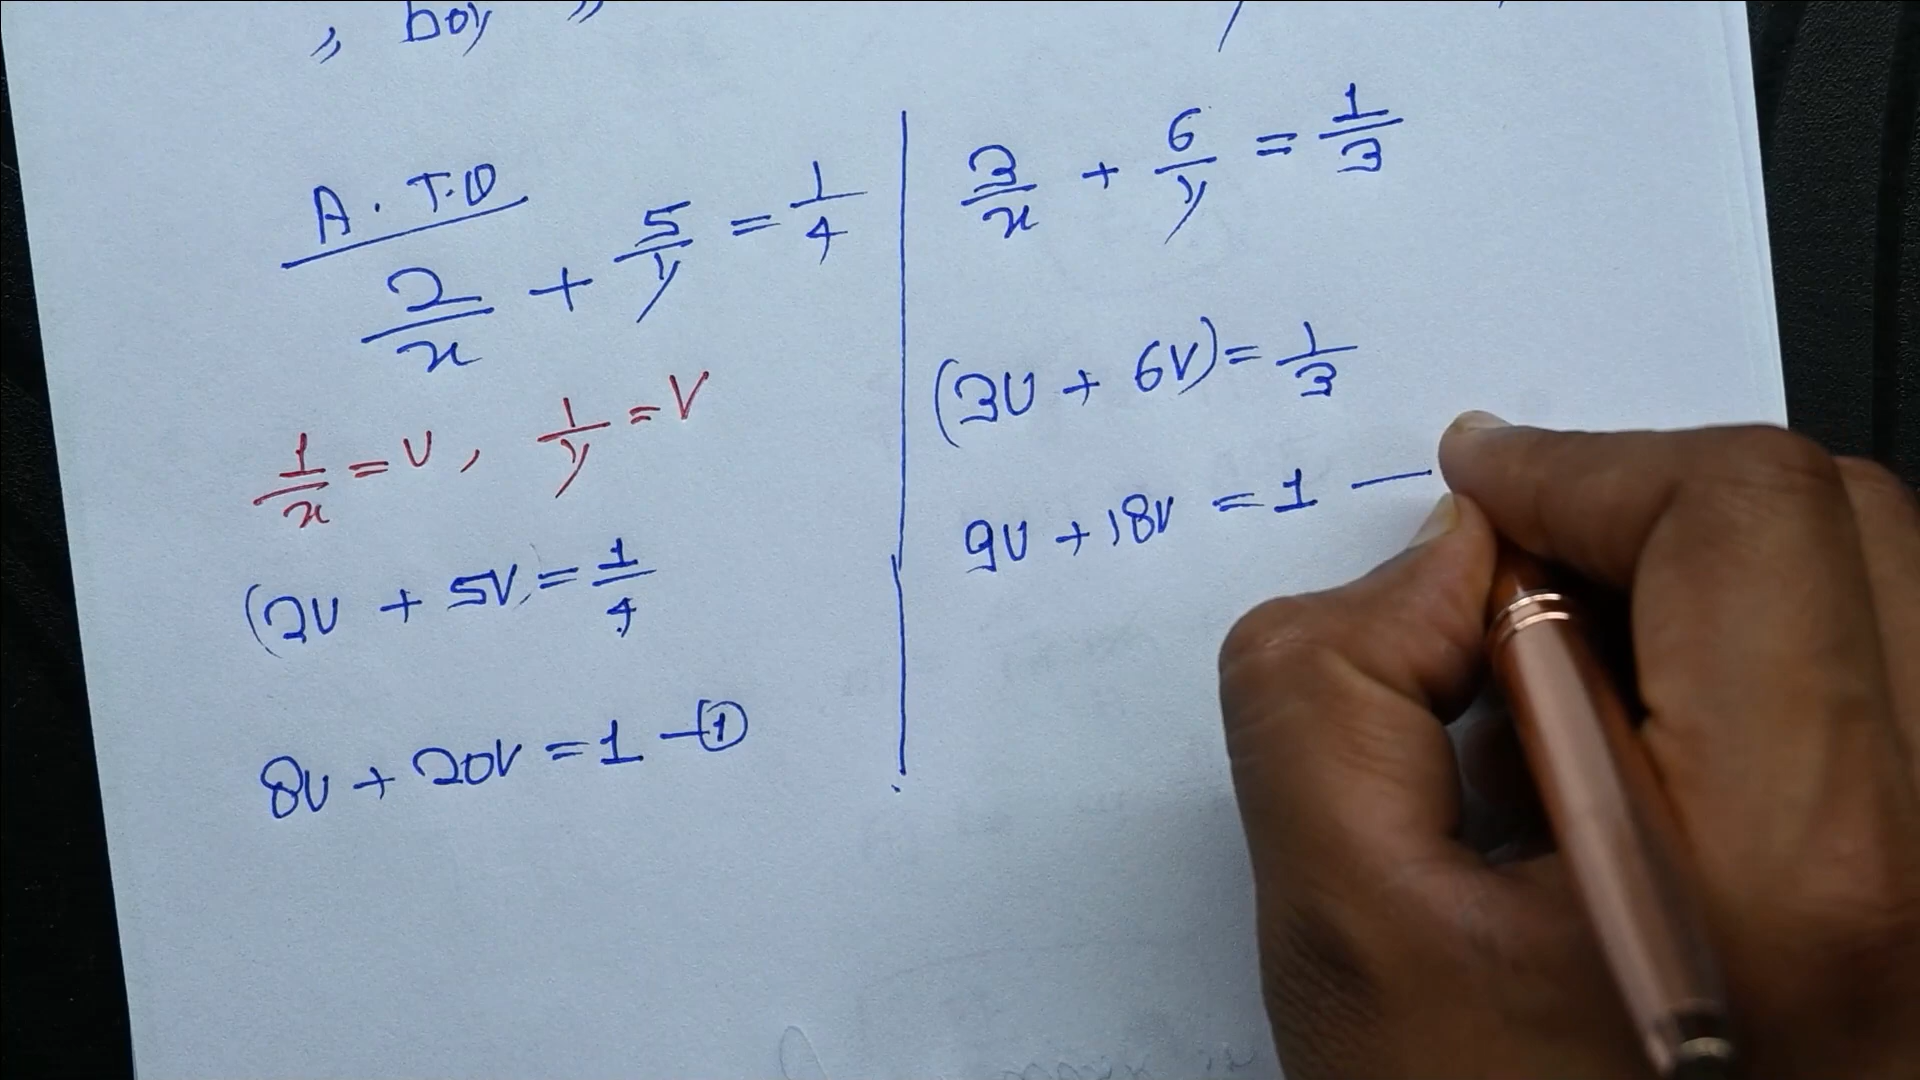 „ boy „
A.T.Q
2/x + 5/y = 1/4
1/x = U, 1/y = V
(2U + 5V) = 1/4
8U + 20V = 1 — ①
3/x + 6/y = 1/3
(3U + 6V) = 1/3
9U + 18V = 1 —